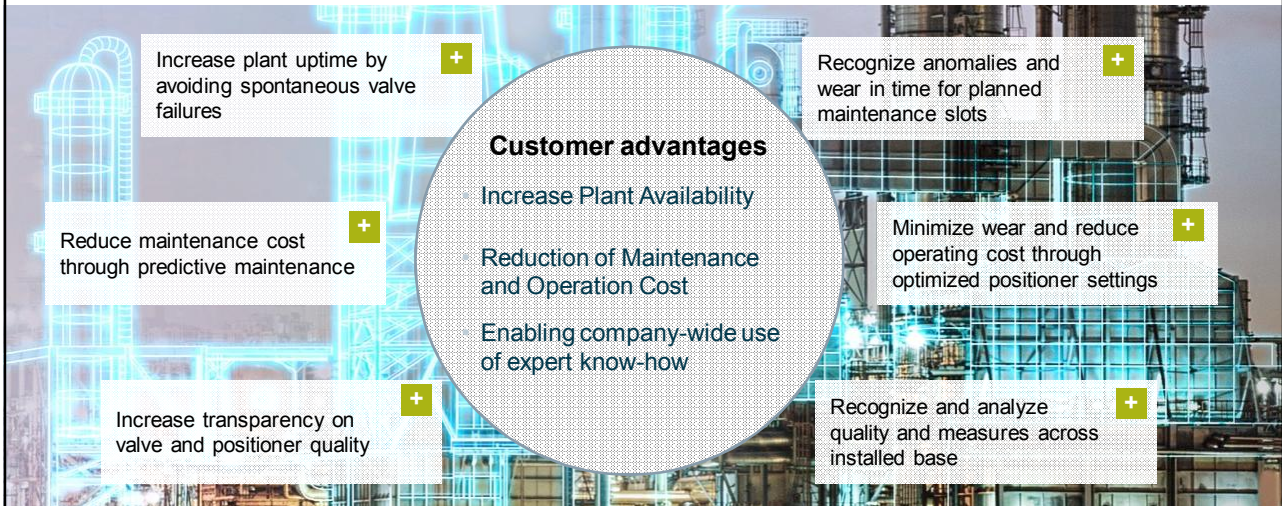 Increase plant uptime by
avoiding spontaneous valve
failures
+
Reduce maintenance cost
through predictive maintenance
+
Increase transparency on
valve and positioner quality
+
Customer advantages
Increase Plant Availability
Reduction of Maintenance
and Operation Cost
Enabling company-wide use
of expert know-how
Recognize anomalies and
wear in time for planned
maintenance slots
+
Minimize wear and reduce
operating cost through
optimized positioner settings
+
Recognize and analyze
quality and measures across
installed base
+